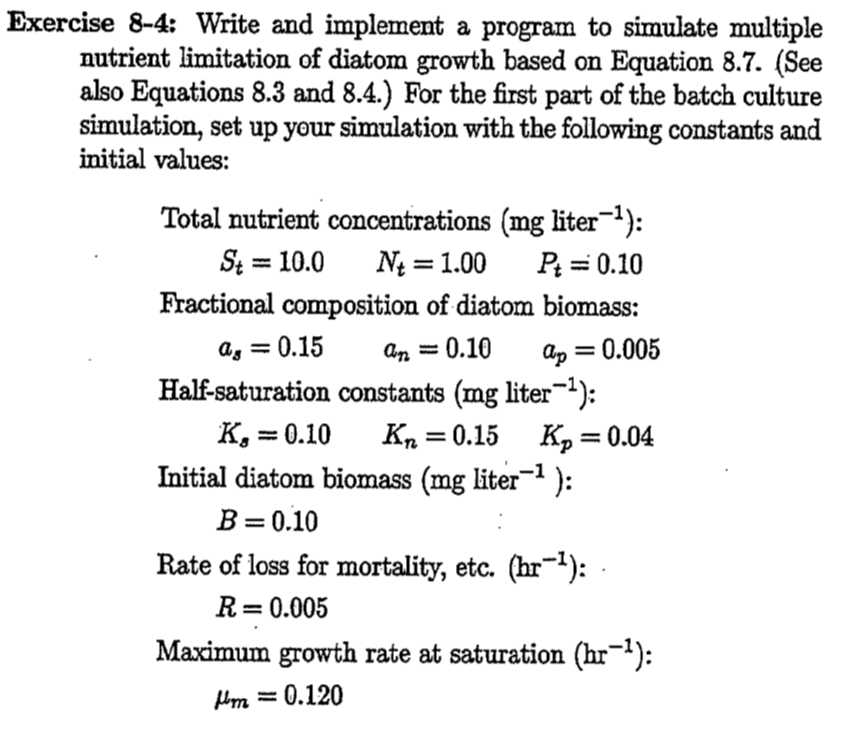 Exercise 8-4: Write and implement a program to simulate multiple
nutrient limitation of diatom growth based on Equation 8.7. (See
also Equations 8.3 and 8.4.) For the first part of the batch culture
simulation, set up your simulation with the following constants and
initial values:
Total nutrient concentrations (mg liter⁻¹):
Sₜ = 10.0 Nₜ = 1.00 Pₜ = 0.10
Fractional composition of diatom biomass:
aₛ = 0.15 aₙ = 0.10 aₚ = 0.005
Half-saturation constants (mg liter⁻¹):
Kₛ = 0.10 Kₙ = 0.15 Kₚ = 0.04
Initial diatom biomass (mg liter⁻¹ ):
B = 0.10
Rate of loss for mortality, etc. (hr⁻¹):
R = 0.005
Maximum growth rate at saturation (hr⁻¹):
μₘ = 0.120